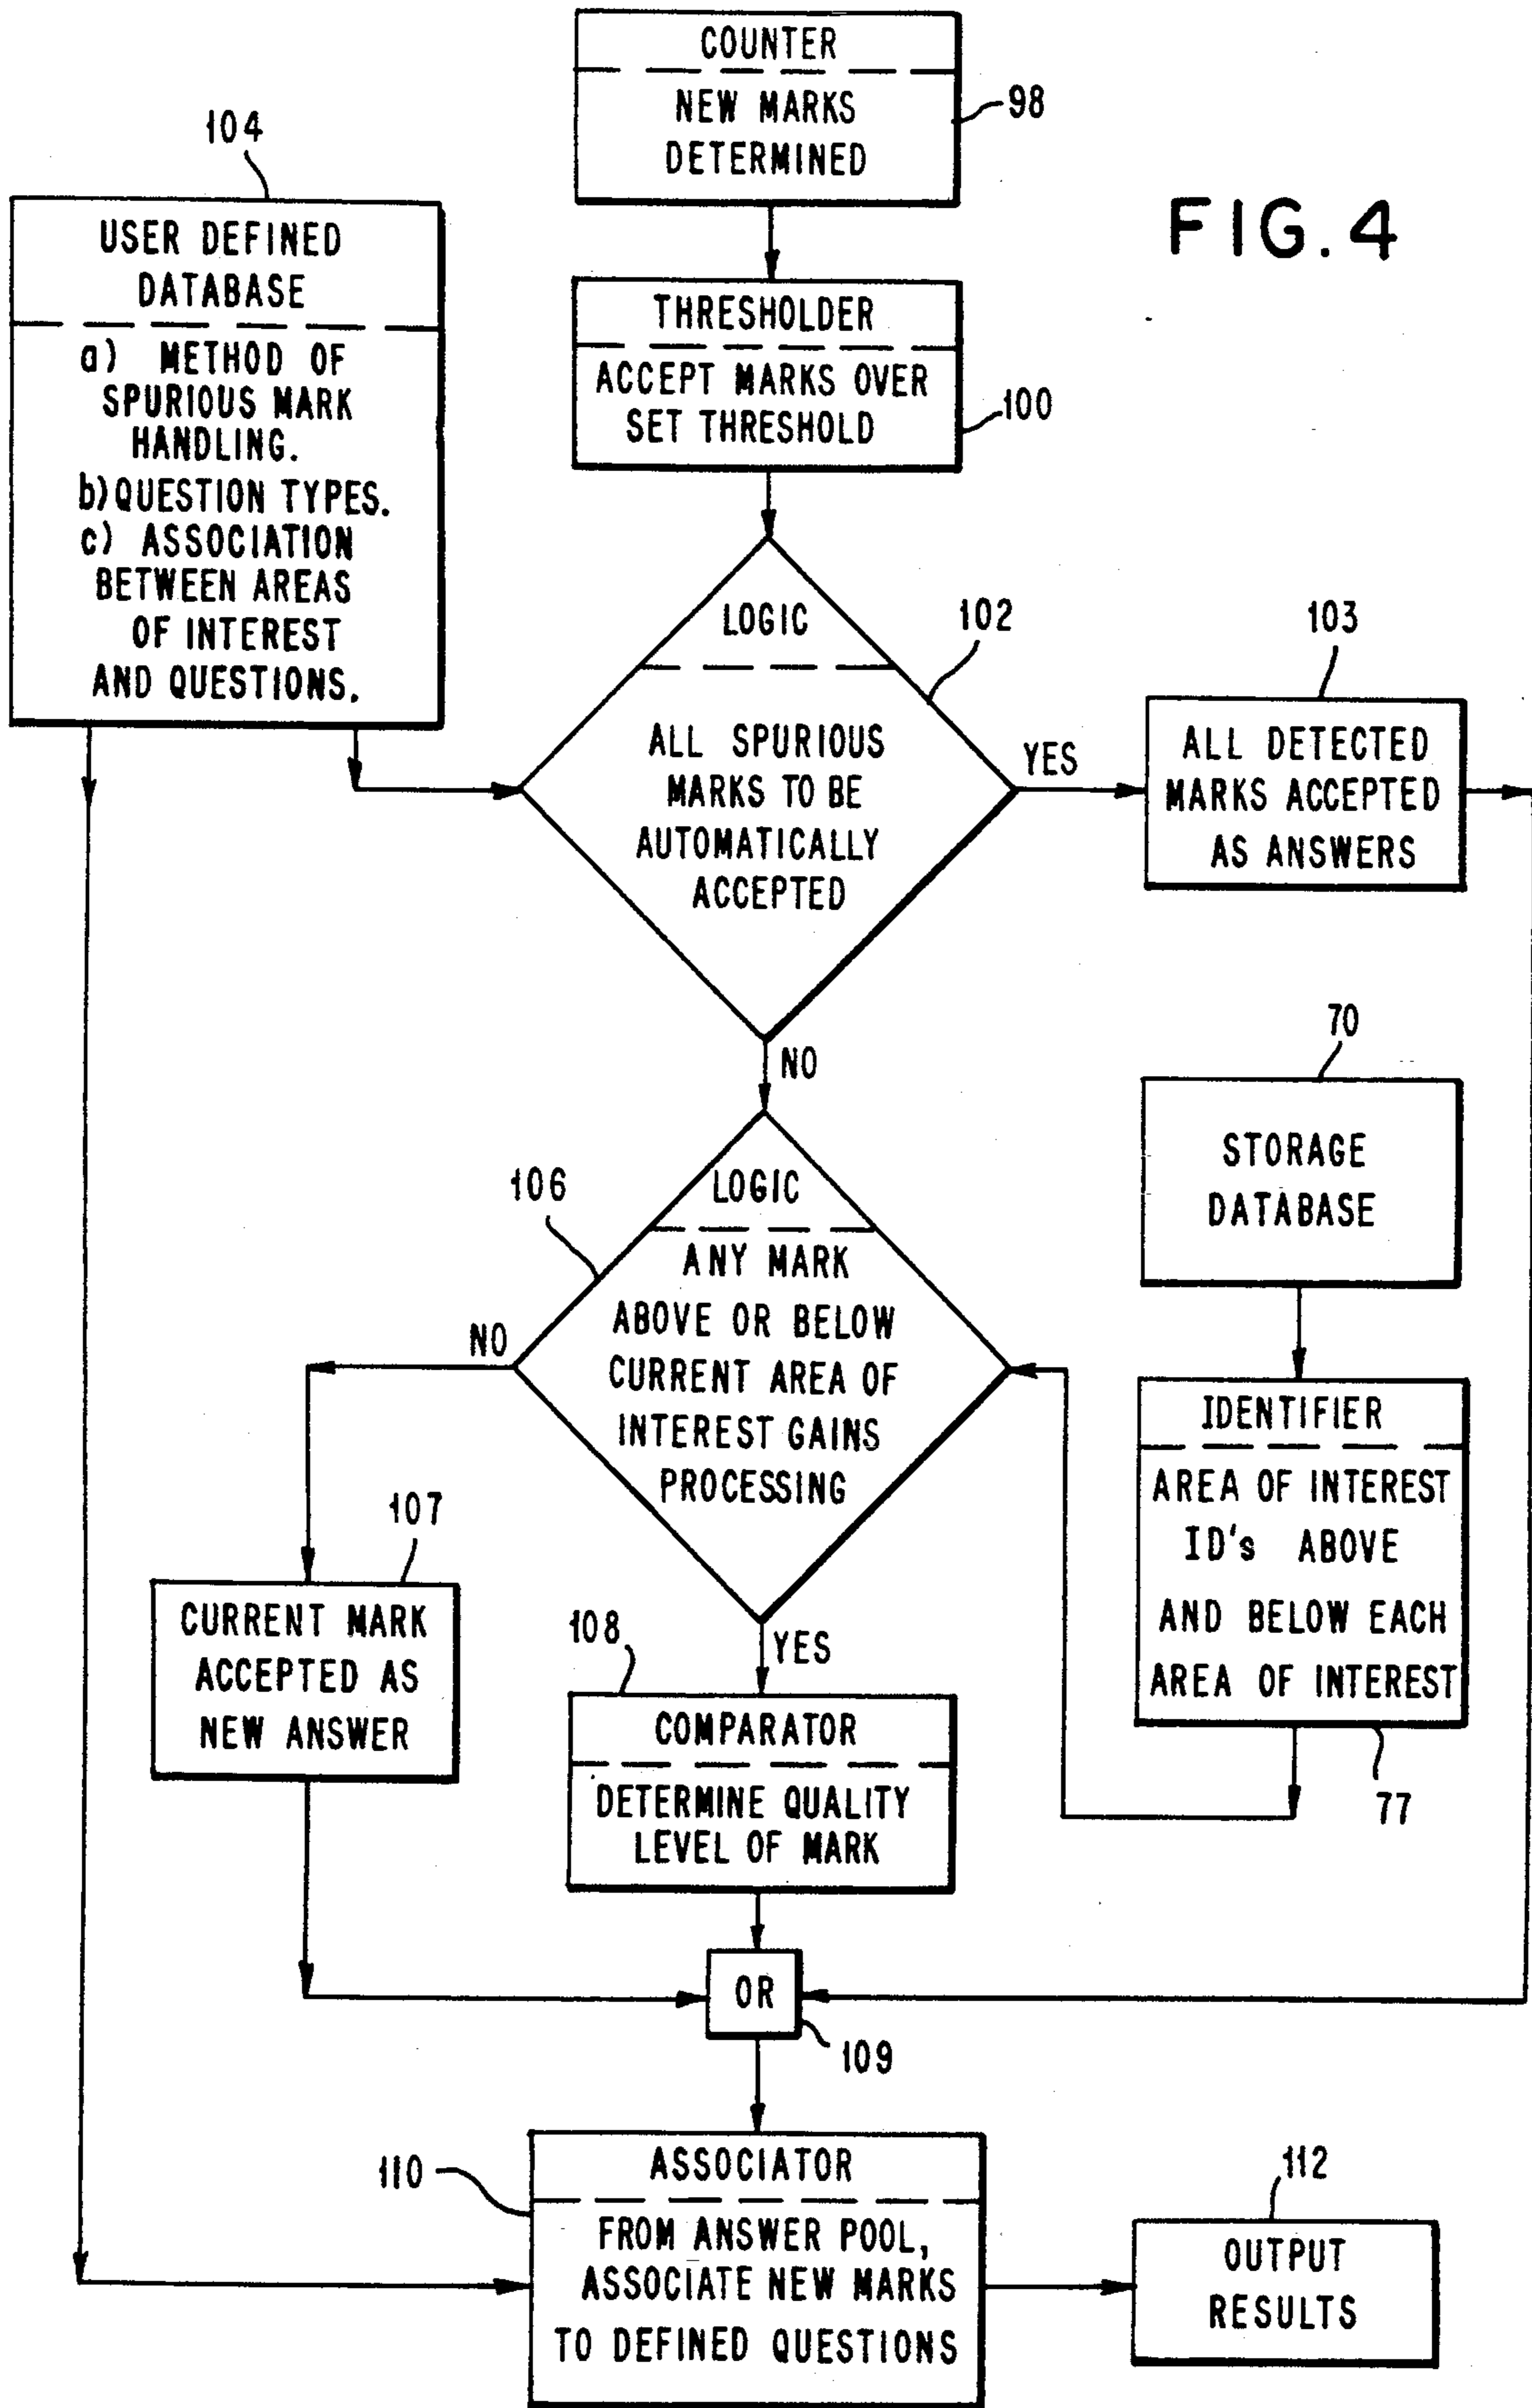 COUNTER
NEW MARKS
DETERMINED
98
104
FIG. 4
USER DEFINED
DATABASE
a) METHOD OF
SPURIOUS MARK
HANDLING.
b) QUESTION TYPES.
c) ASSOCIATION
BETWEEN AREAS
OF INTEREST
AND QUESTIONS.
THRESHOLDER
ACCEPT MARKS OVER
SET THRESHOLD
100
LOGIC
102
ALL SPURIOUS
MARKS TO BE
AUTOMATICALLY
ACCEPTED
YES
103
ALL DETECTED
MARKS ACCEPTED
AS ANSWERS
NO
70
STORAGE
DATABASE
106
LOGIC
ANY MARK
ABOVE OR BELOW
CURRENT AREA OF
INTEREST GAINS
PROCESSING
NO
IDENTIFIER
AREA OF INTEREST
ID's ABOVE
AND BELOW EACH
AREA OF INTEREST
77
107
CURRENT MARK
ACCEPTED AS
NEW ANSWER
YES
108
COMPARATOR
DETERMINE QUALITY
LEVEL OF MARK
OR
109
110
ASSOCIATOR
FROM ANSWER POOL,
ASSOCIATE NEW MARKS
TO DEFINED QUESTIONS
112
OUTPUT
RESULTS